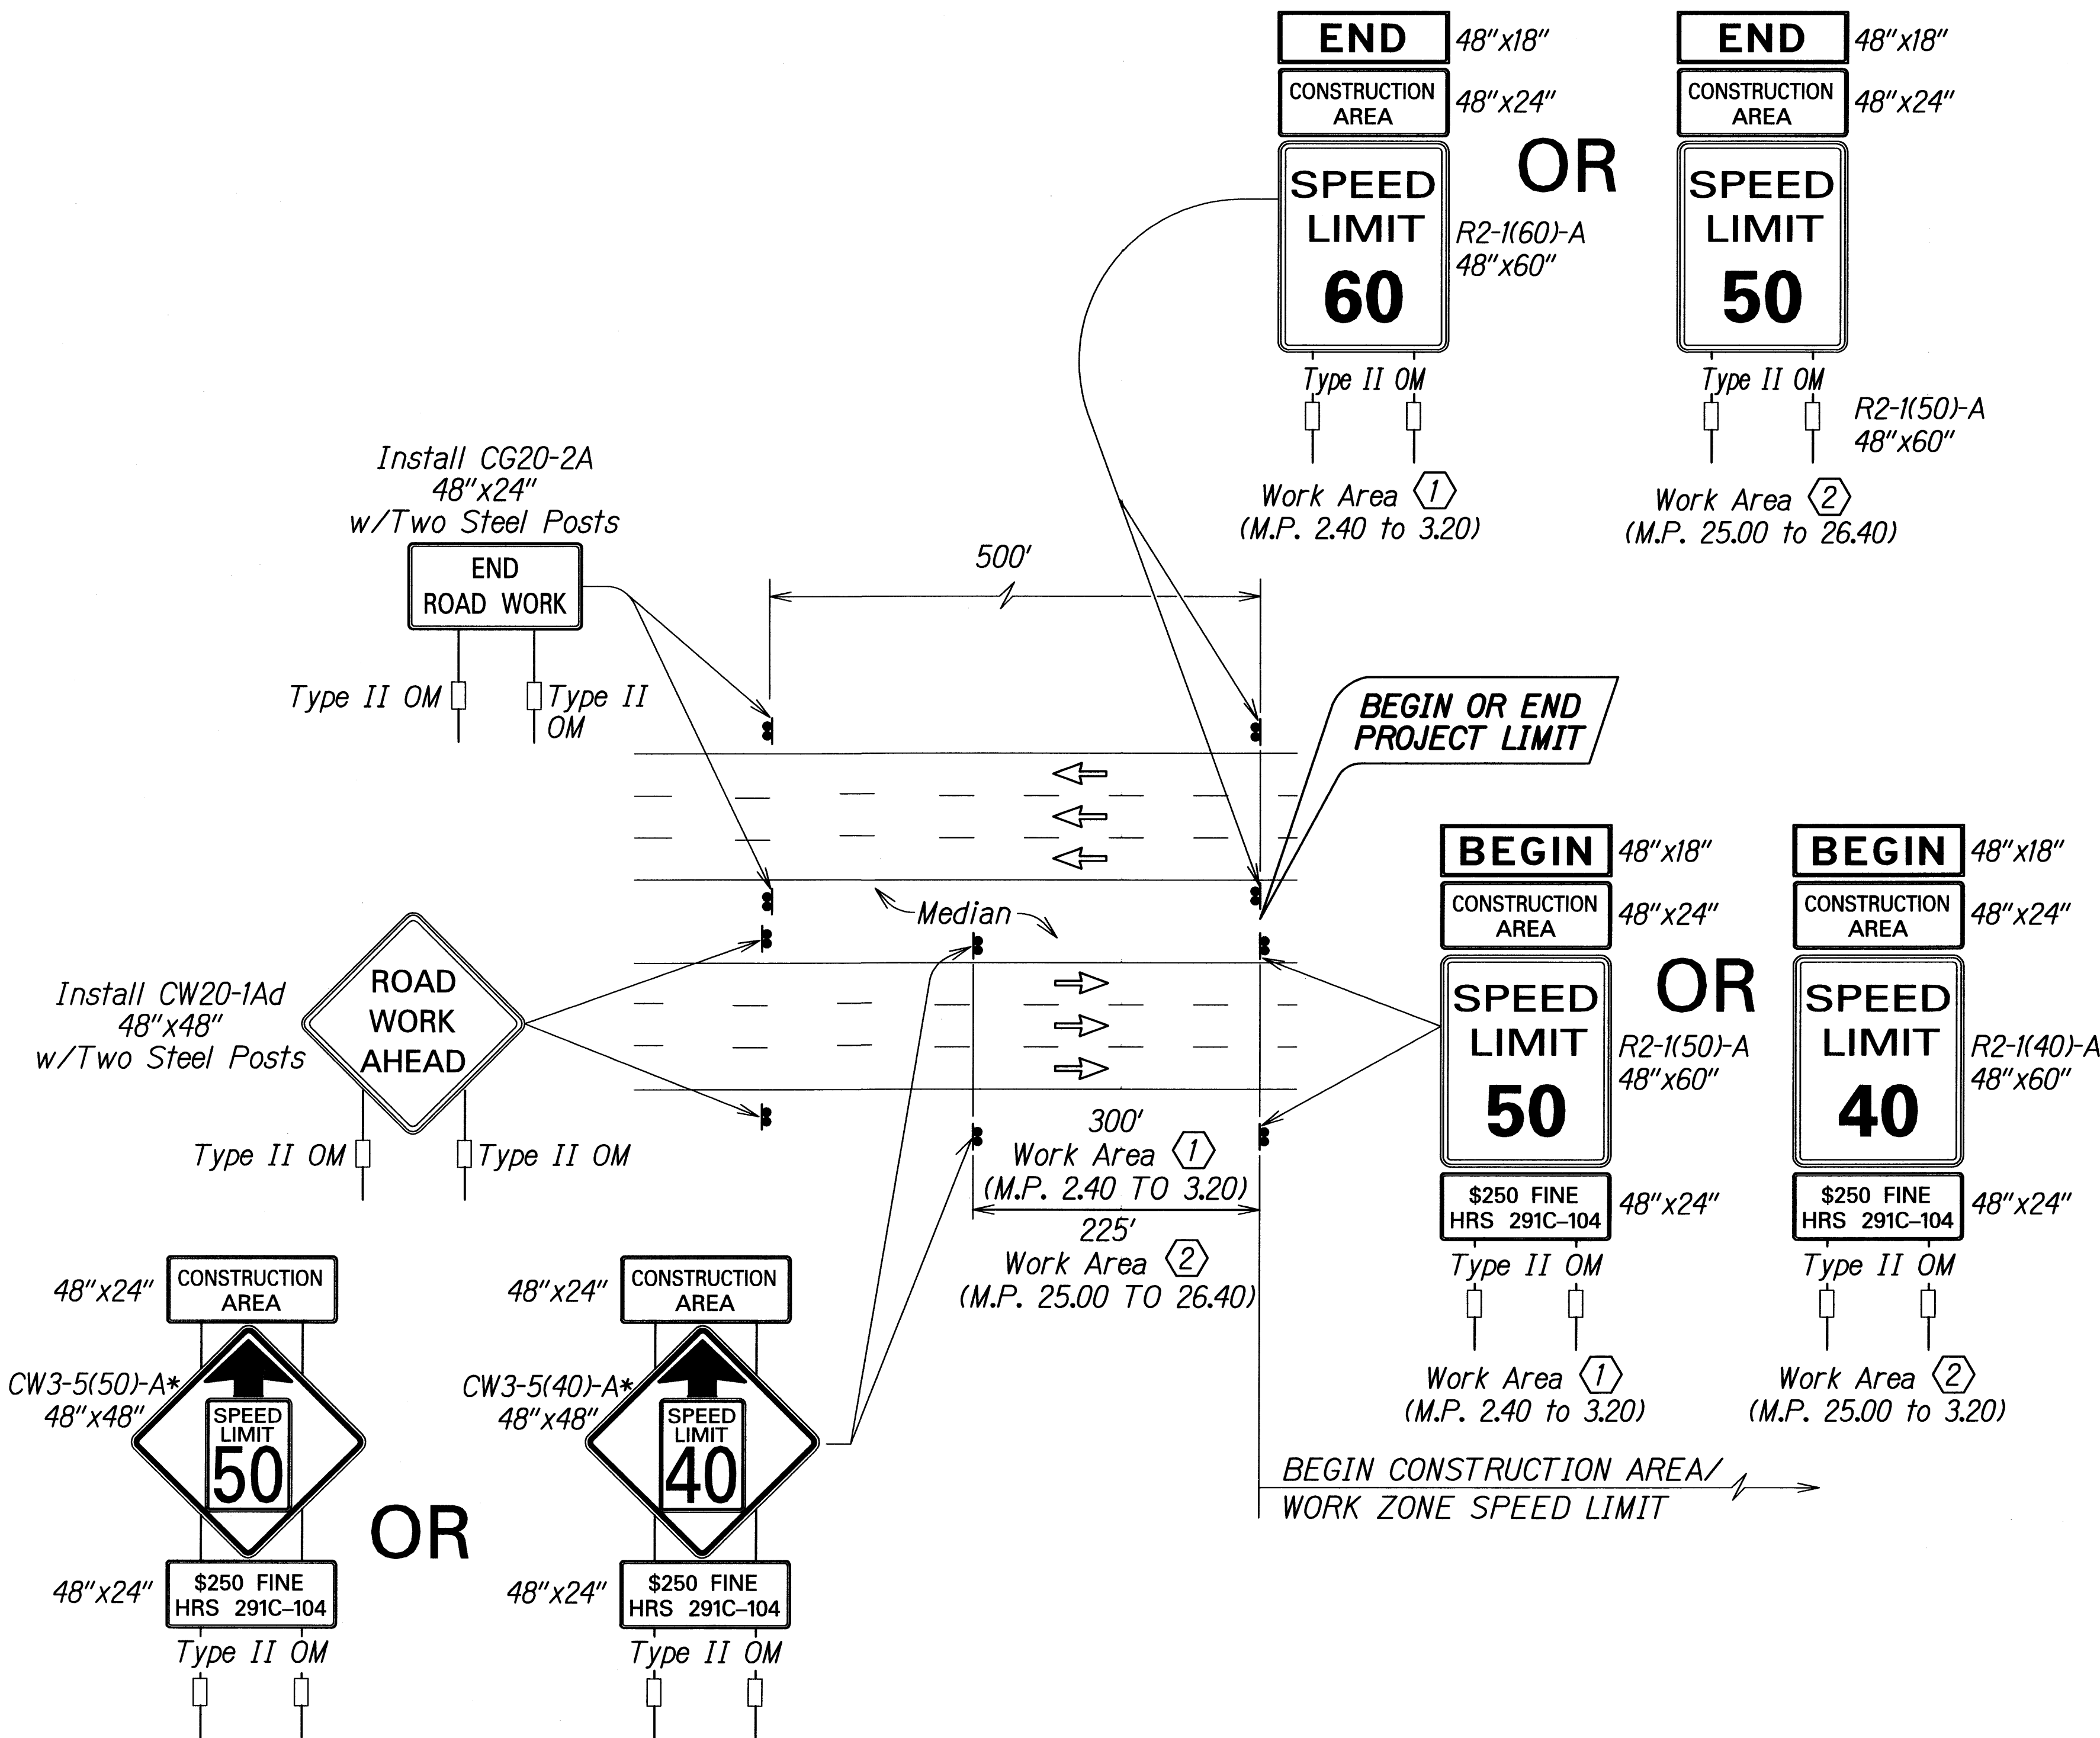 END
48"x18"
CONSTRUCTION
AREA
48"x24"
SPEED
LIMIT
60
R2-1(60)-A
48"x60"
Type II OM
Work Area 1
(M.P. 2.40 to 3.20)
OR
END
48"x18"
CONSTRUCTION
AREA
48"x24"
SPEED
LIMIT
50
Type II OM
R2-1(50)-A
48"x60"
Work Area 2
(M.P. 25.00 to 26.40)
Install CG20-2A
48"x24"
w/Two Steel Posts
END
ROAD WORK
Type II OM
Type II
OM
500'
BEGIN OR END
PROJECT LIMIT
Median
Install CW20-1Ad
48"x48"
w/Two Steel Posts
ROAD
WORK
AHEAD
Type II OM
Type II OM
300'
Work Area 1
(M.P. 2.40 TO 3.20)
225'
Work Area 2
(M.P. 25.00 TO 26.40)
BEGIN
48"x18"
CONSTRUCTION
AREA
48"x24"
SPEED
LIMIT
50
R2-1(50)-A
48"x60"
$250 FINE
HRS 291C-104
48"x24"
Type II OM
Work Area 1
(M.P. 2.40 to 3.20)
OR
BEGIN
48"x18"
CONSTRUCTION
AREA
48"x24"
SPEED
LIMIT
40
R2-1(40)-A
48"x60"
$250 FINE
HRS 291C-104
48"x24"
Type II OM
Work Area 2
(M.P. 25.00 to 3.20)
BEGIN CONSTRUCTION AREA/
WORK ZONE SPEED LIMIT
48"x24"
CONSTRUCTION
AREA
CW3-5(50)-A*
48"x48"
SPEED
LIMIT
50
48"x24"
$250 FINE
HRS 291C-104
Type II OM
OR
48"x24"
CONSTRUCTION
AREA
CW3-5(40)-A*
48"x48"
SPEED
LIMIT
40
48"x24"
$250 FINE
HRS 291C-104
Type II OM